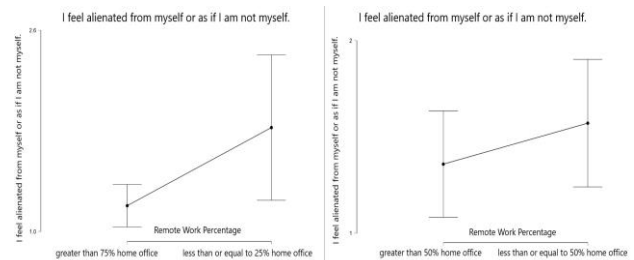 I feel alienated from myself or as if I am not myself.
I feel alienated from myself or as if I am not myself.
2.6
1.0
Remote Work Percentage
greater than 75% home office
less than or equal to 25% home office
I feel alienated from myself or as if I am not myself.
I feel alienated from myself or as if I am not myself.
2
1
Remote Work Percentage
greater than 50% home office
less than or equal to 50% home office